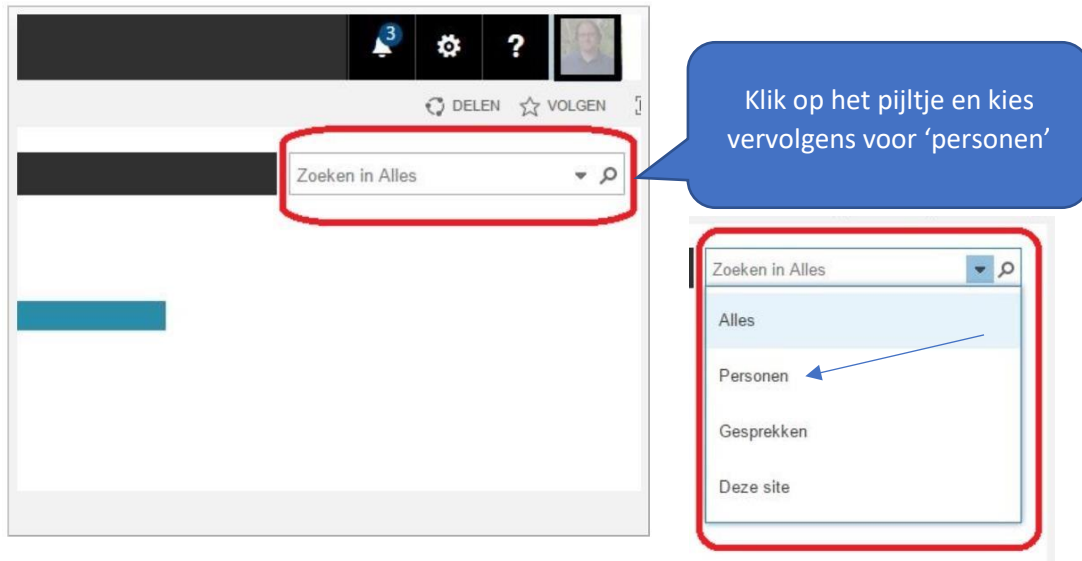 3
?
DELEN VOLGEN
Klik op het pijltje en kies
vervolgens voor ‘personen’
Zoeken in Alles
Zoeken in Alles
Alles
Personen
Gesprekken
Deze site